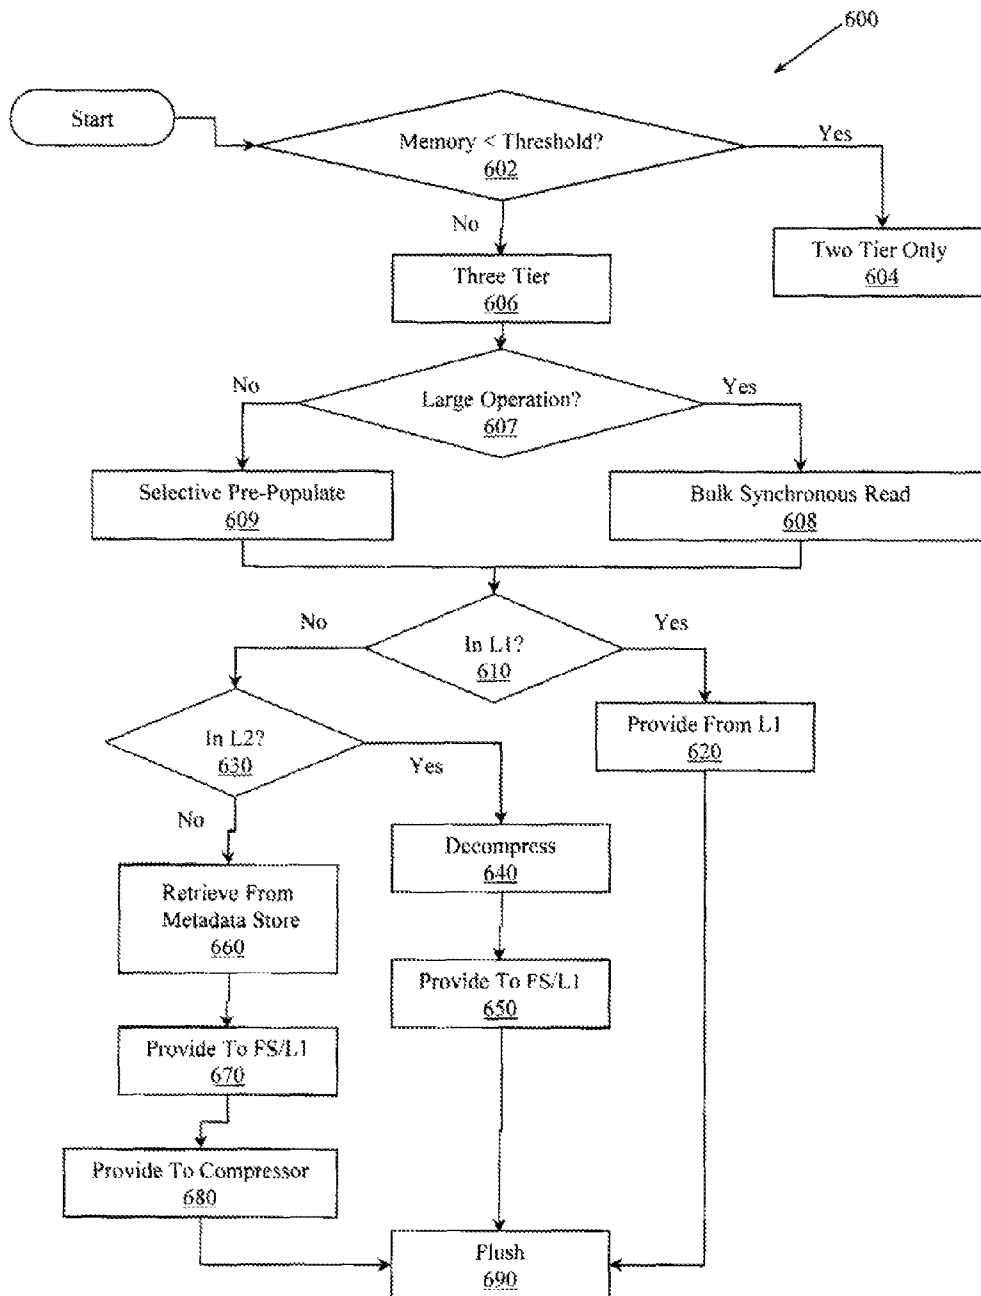 600
Start
Memory < Threshold?
602
Yes
No
Two Tier Only
604
Three Tier
606
No
Large Operation?
607
Yes
Selective Pre-Populate
609
Bulk Synchronous Read
608
No
In L1?
610
Yes
In L2?
630
Yes
Provide From L1
620
No
Decompress
640
Retrieve From
Metadata Store
660
Provide To FS/L1
650
Provide To FS/L1
670
Provide To Compressor
680
Flush
690